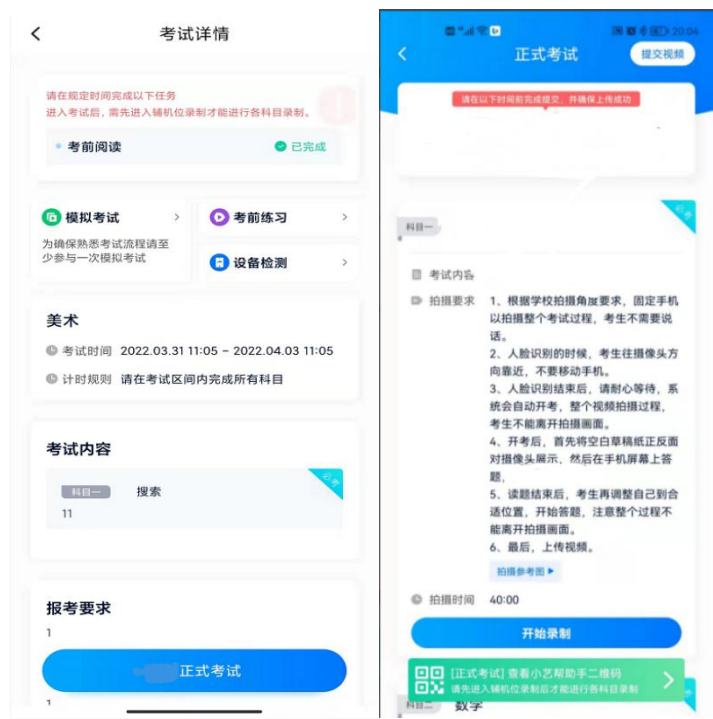 考试详情
请在规定时间完成以下任务
进入考试后，需先进入辅机位录制才能进行各科目录制。
考前阅读
已完成
模拟考试
为确保熟悉考试流程请至
少参与一次模拟考试
考前练习
设备检测
美术
考试时间 2022.03.31 11:05 - 2022.04.03 11:05
计时规则 请在考试区间内完成所有科目
考试内容
必考
科目一 搜索
11
报考要求
1
正式考试
1
20:04
正式考试
提交视频
请在以下时间前完成提交，并确保上传成功
必考
科目一
考试内容
拍摄要求
1、根据学校拍摄角度要求，固定手机
以拍摄整个考试过程，考生不需要说
话。
2、人脸识别的时候，考生往摄像头方
向靠近，不要移动手机。
3、人脸识别结束后，请耐心等待，系
统会自动开考，整个视频拍摄过程，
考生不能离开拍摄画面。
4、开考后，首先将空白草稿纸正反面
对摄像头展示，然后在手机屏幕上答
题，
5、读题结束后，考生再调整自己到合
适位置，开始答题，注意整个过程不
能离开拍摄画面。
6、最后，上传视频。
拍摄参考图
拍摄时间 40:00
开始录制
[正式考试] 查看小艺帮助手二维码
请先进入辅机位录制后才能进行各科目录制
科目二 数学